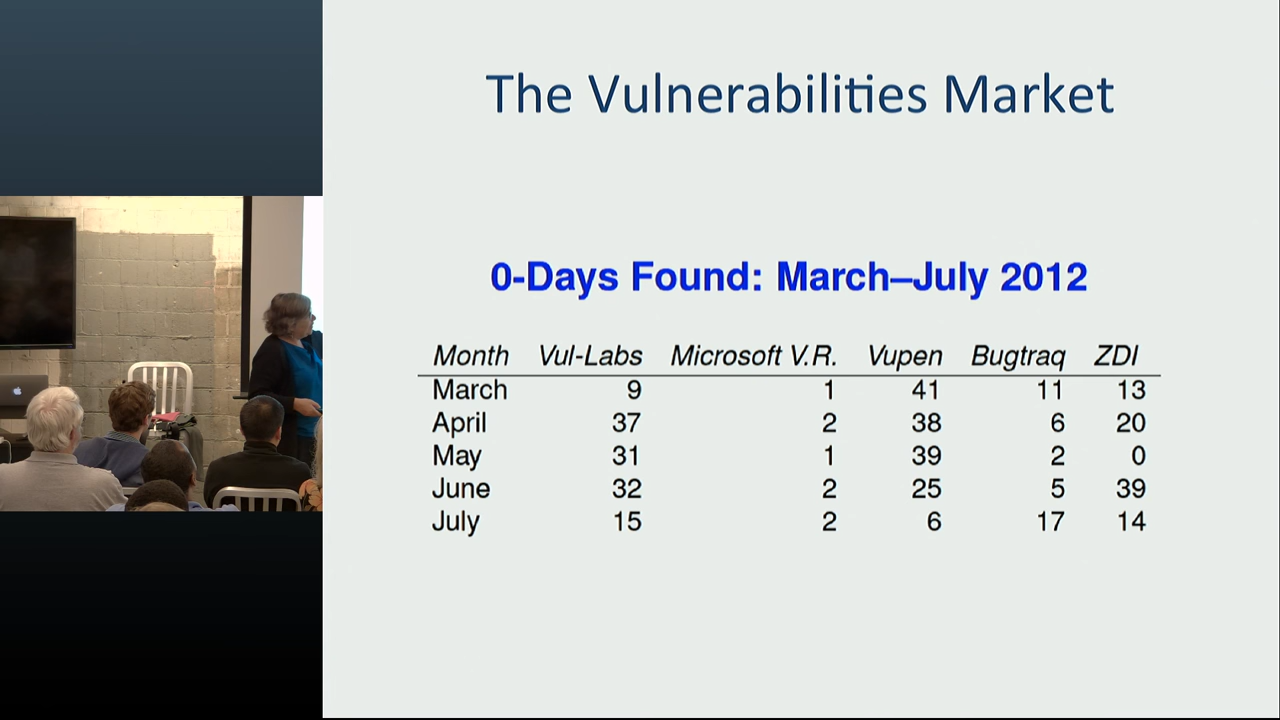 The Vulnerabilities Market
0-Days Found: March–July 2012
Month Vul-Labs Microsoft V.R. Vupen Bugtraq ZDI
March 9 1 41 11 13
April 37 2 38 6 20
May 31 1 39 2 0
June 32 2 25 5 39
July 15 2 6 17 14